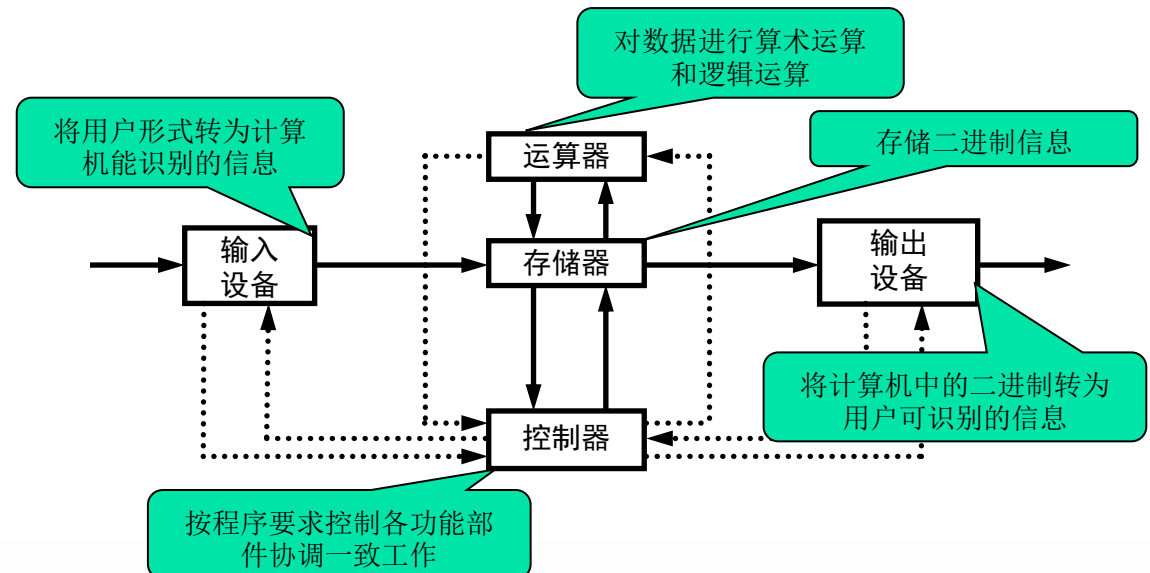 对数据进行算术运算
和逻辑运算
将用户形式转为计算
机能识别的信息
运算器
存储二进制信息
输入
设备
存储器
输出
设备
将计算机中的二进制转为
用户可识别的信息
控制器
按程序要求控制各功能部
件协调一致工作